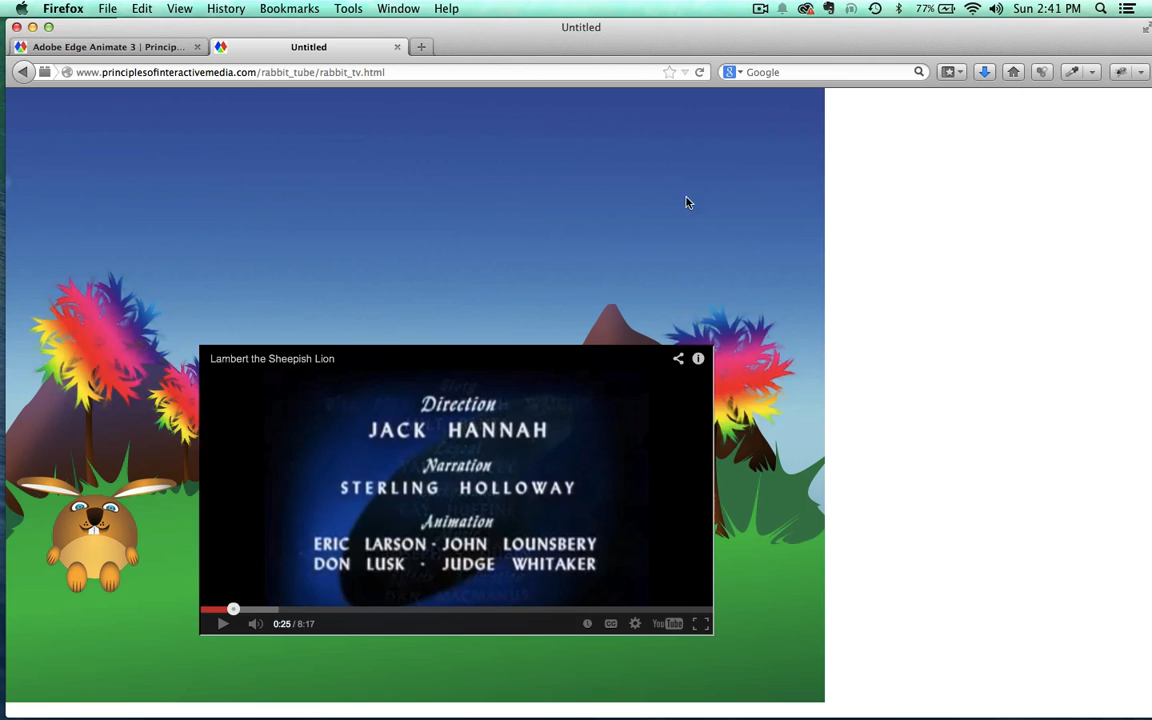 Firefox File Edit View History Bookmarks Tools Window Help 77% Sun 2:41 PM
Untitled
Adobe Edge Animate 3 | Princip... Untitled
www.principlesofinteractivemedia.com/rabbit_tube/rabbit_tv.html Google
Lambert the Sheepish Lion
Direction
JACK HANNAH
Narration
STERLING HOLLOWAY
Animation
ERIC LARSON · JOHN LOUNSBERY
DON LUSK · JUDGE WHITAKER
0:25 / 8:17 CC YouTube